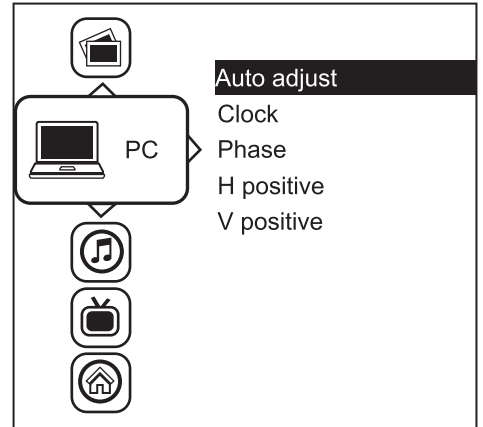 Auto adjust
Clock
PC
Phase
H positive
V positive